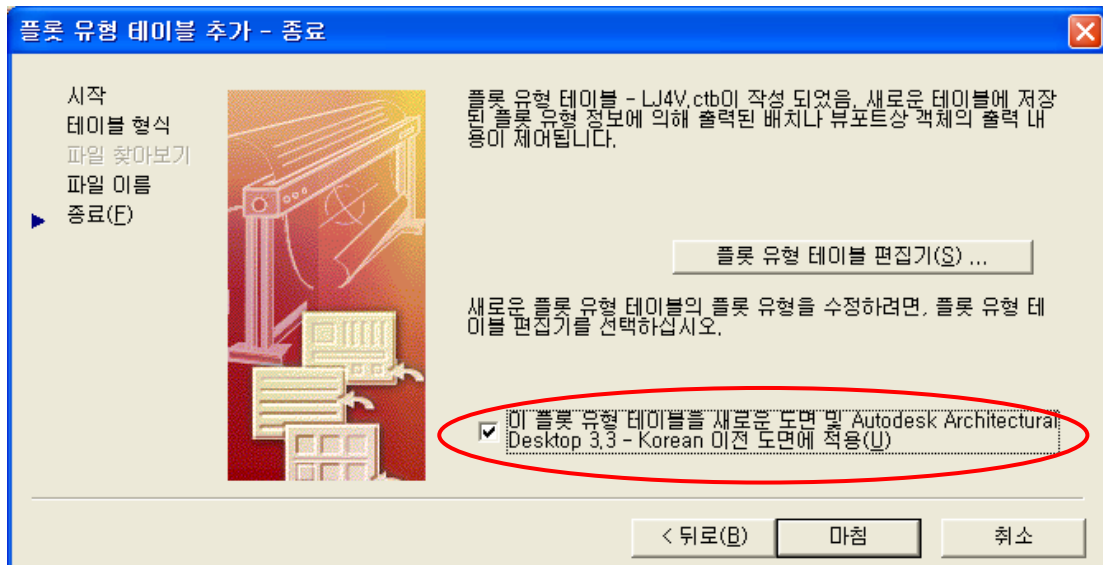 플롯 유형 테이블 추가 - 종료
시작
테이블 형식
파일 찾아보기
파일 이름
종료(F)
플롯 유형 테이블 - LJ4V.ctb이 작성 되었음. 새로운 테이블에 저장
된 플롯 유형 정보에 의해 출력된 배치나 뷰포트상 객체의 출력 내
용이 제어됩니다.
플롯 유형 테이블 편집기(S) ...
새로운 플롯 유형 테이블의 플롯 유형을 수정하려면, 플롯 유형 테
이블 편집기를 선택하십시오.
이 플롯 유형 테이블을 새로운 도면 및 Autodesk Architectural
Desktop 3.3 - Korean 이전 도면에 적용(U)
< 뒤로(B)
마침
취소